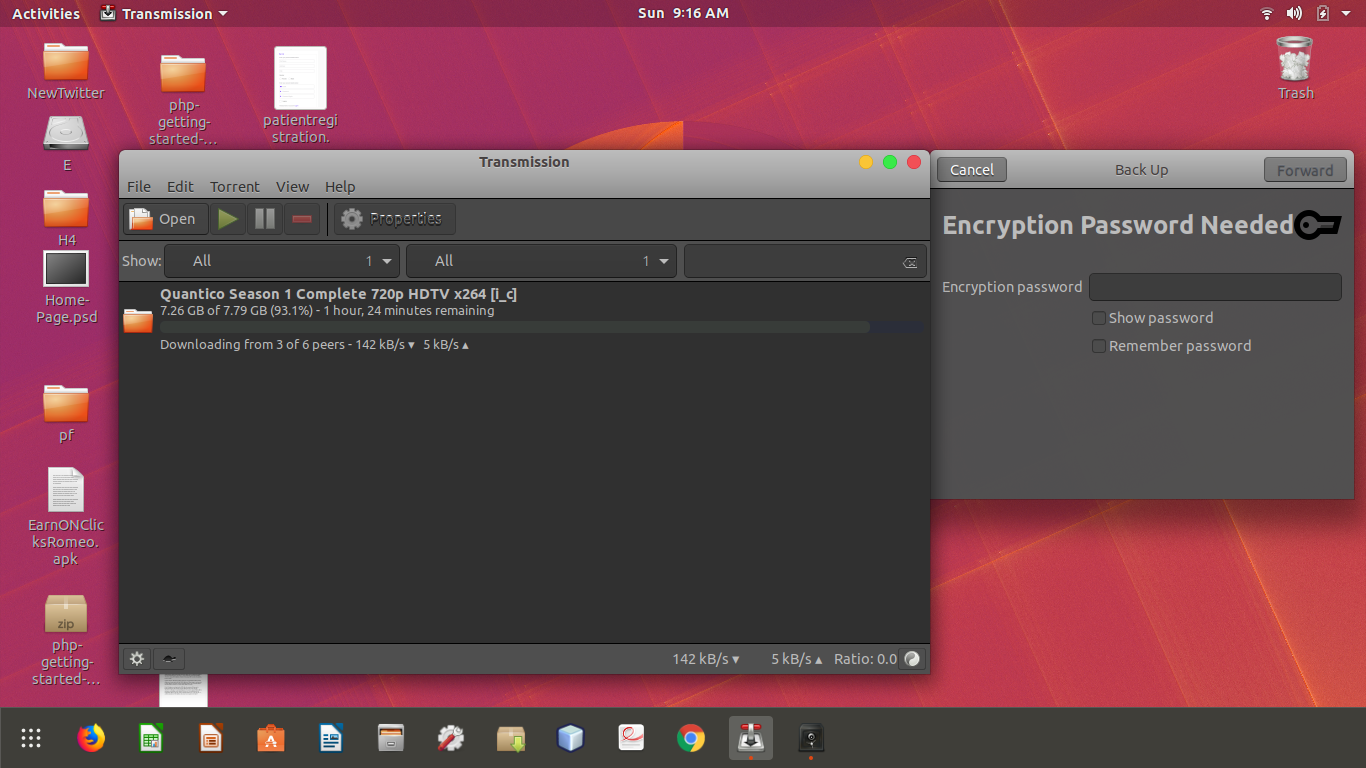 Activities
Transmission
Sun 9:16 AM
NewTwitter
php-
getting-
started-...
patientregi
stration.
Trash
E
H4
Home-
Page.psd
pf
EarnONClic
ksRomeo.
apk
zip
php-
getting-
started-...
Transmission
File Edit Torrent View Help
Open
Properties
Show: All 1 All 1
Quantico Season 1 Complete 720p HDTV x264 [i_c]
7.26 GB of 7.79 GB (93.1%) - 1 hour, 24 minutes remaining
Downloading from 3 of 6 peers - 142 kB/s ▾ 5 kB/s ▴
142 kB/s ▾ 5 kB/s ▴ Ratio: 0.0
Cancel
Back Up
Forward
Encryption Password Needed
Encryption password
Show password
Remember password